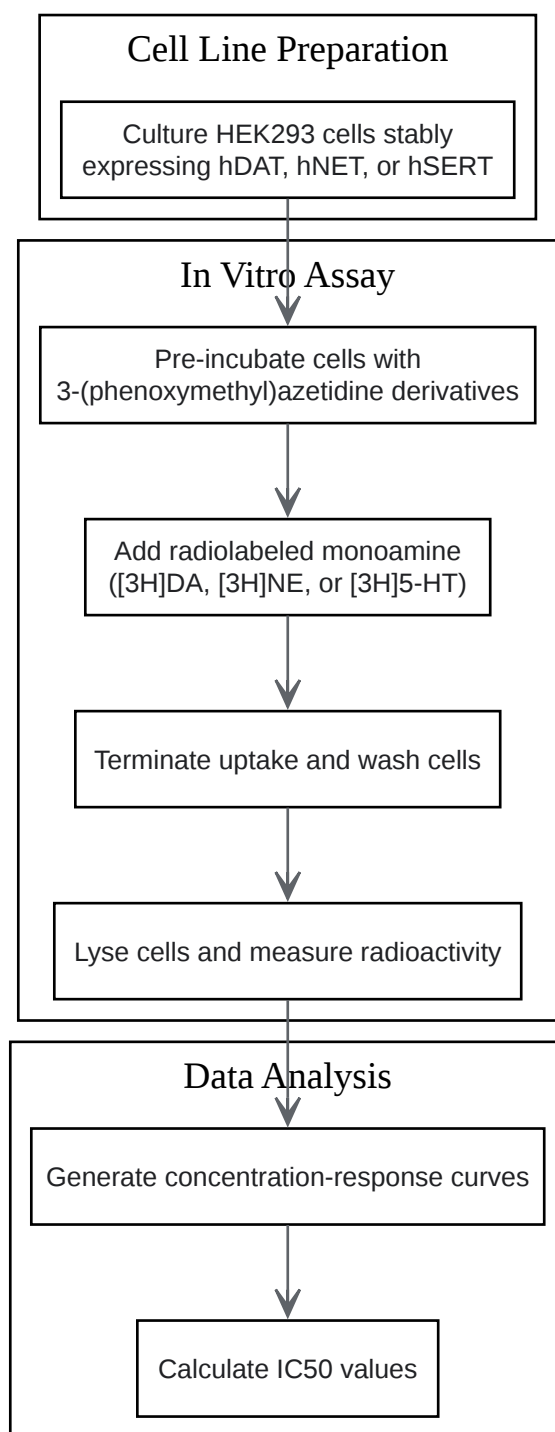 Cell Line Preparation
Culture HEK293 cells stably
expressing hDAT, hNET, or hSERT
In Vitro Assay
Pre-incubate cells with
3-(phenoxymethyl)azetidine derivatives
Add radiolabeled monoamine
([3H]DA, [3H]NE, or [3H]5-HT)
Terminate uptake and wash cells
Lyse cells and measure radioactivity
Data Analysis
Generate concentration-response curves
Calculate IC50 values